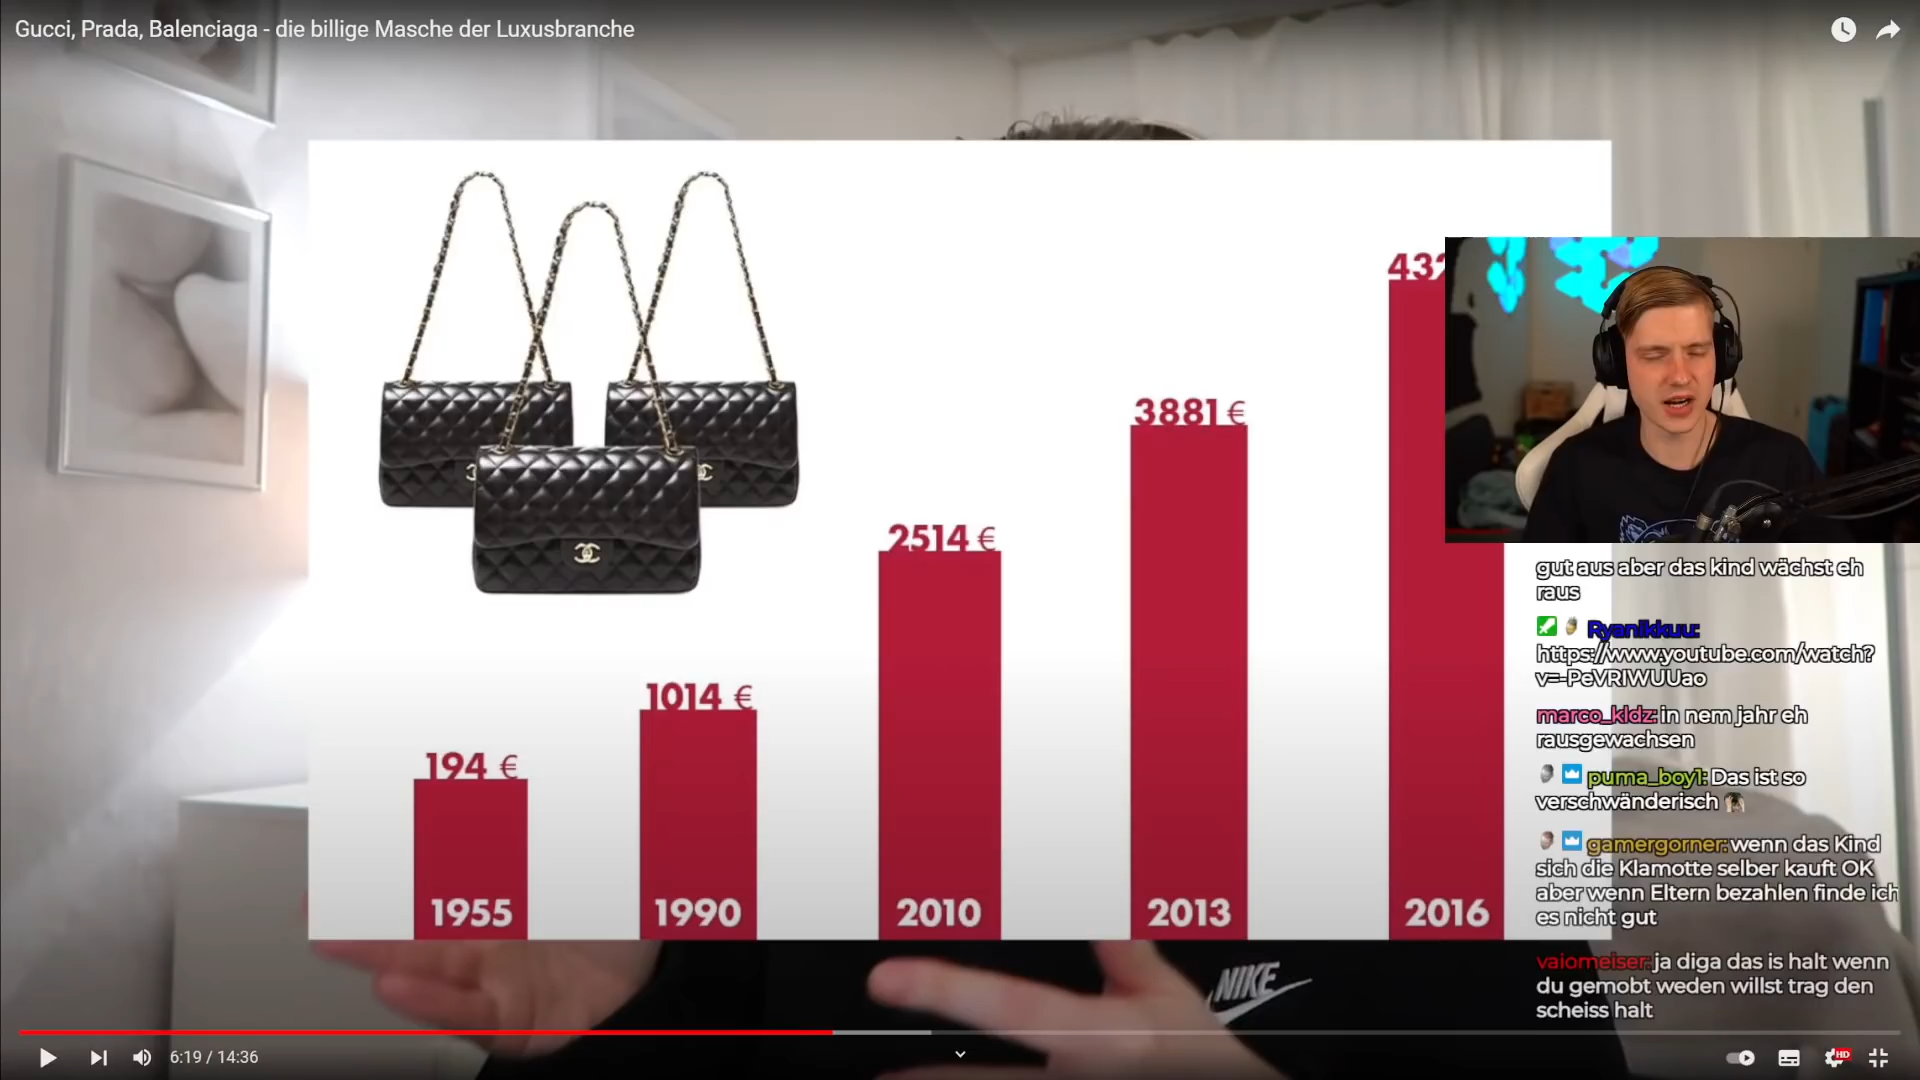 Gucci, Prada, Balenciaga - die billige Masche der Luxusbranche
432
3881 €
2514 €
1014 €
194 €
1955
1990
2010
2013
2016
gut aus aber das kind wächst eh
raus
Ryanikkuu:
https://www.youtube.com/watch?
v=-PeVRlWUUao
marco_kldz: in nem jahr eh
rausgewachsen
puma_boy1: Das ist so
verschwänderisch
gamergorner: wenn das Kind
sich die Klamotte selber kauft OK
aber wenn Eltern bezahlen finde ich
es nicht gut
vaiomeiser: ja diga das is halt wenn
du gemobt weden willst trag den
scheiss halt
NIKE
6:19 / 14:36
HD